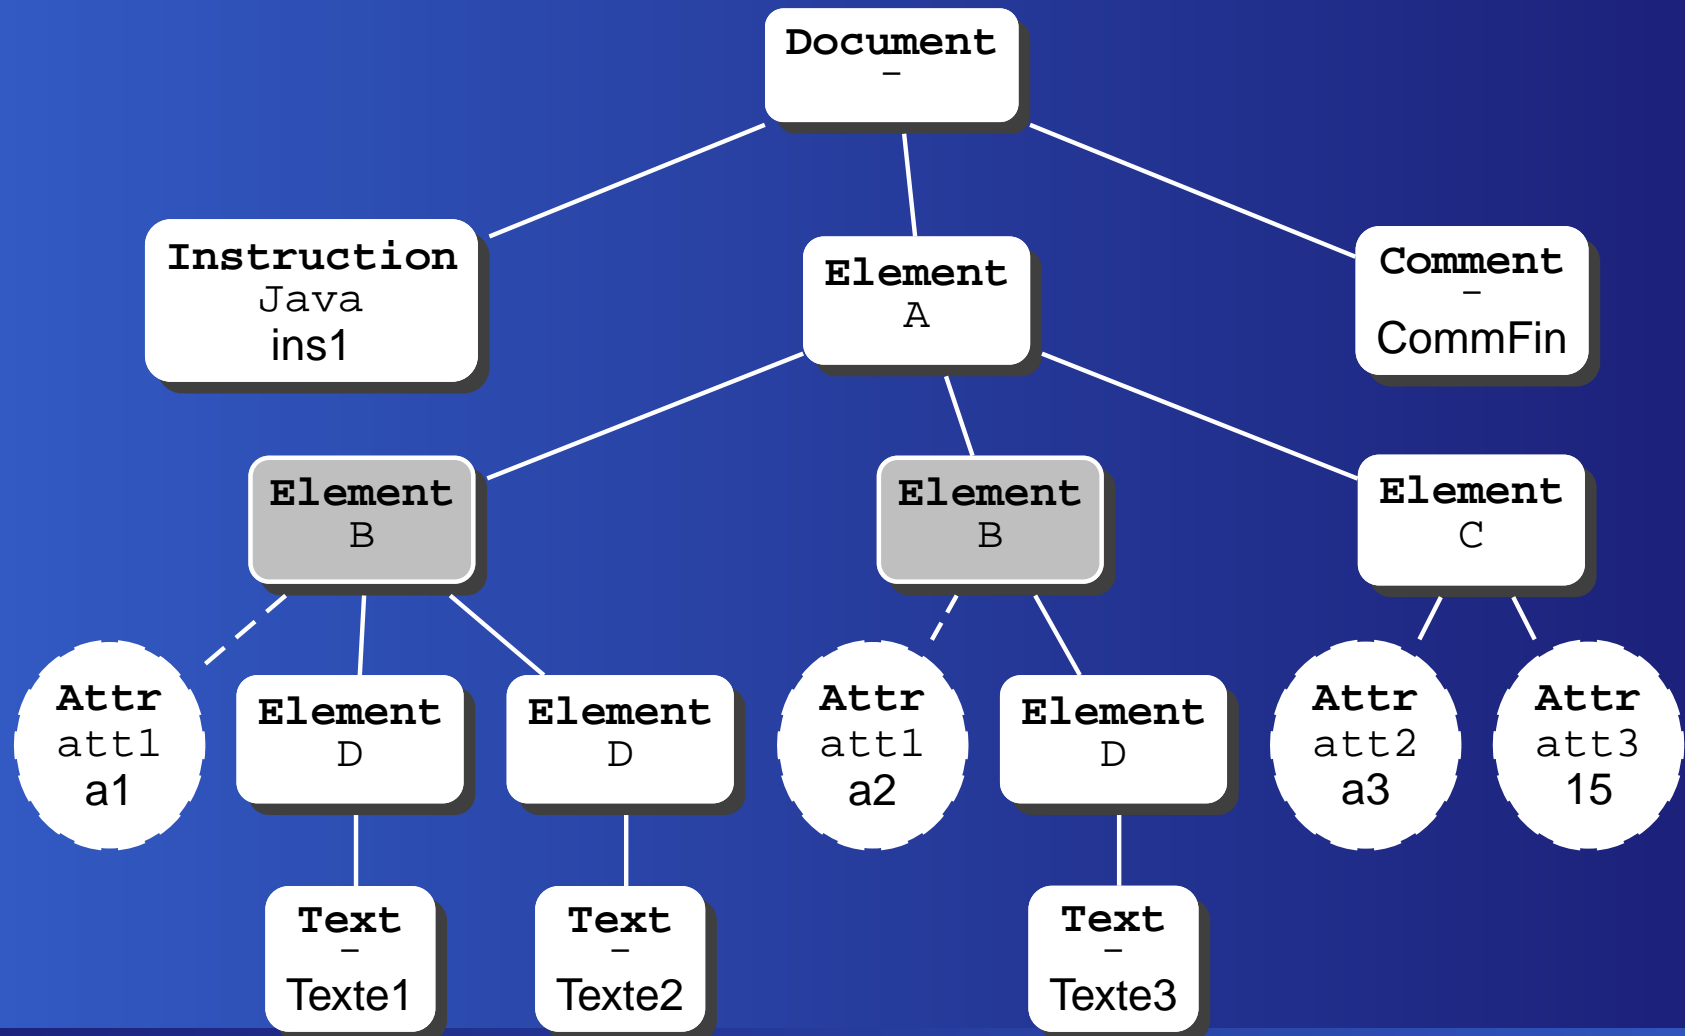 Document
-
Instruction
Java
ins1
Element
A
Comment
-
CommFin
Element
B
Element
B
Element
C
Attr
att1
a1
Element
D
Element
D
Attr
att1
a2
Element
D
Attr
att2
a3
Attr
att3
15
Text
-
Texte1
Text
-
Texte2
Text
-
Texte3